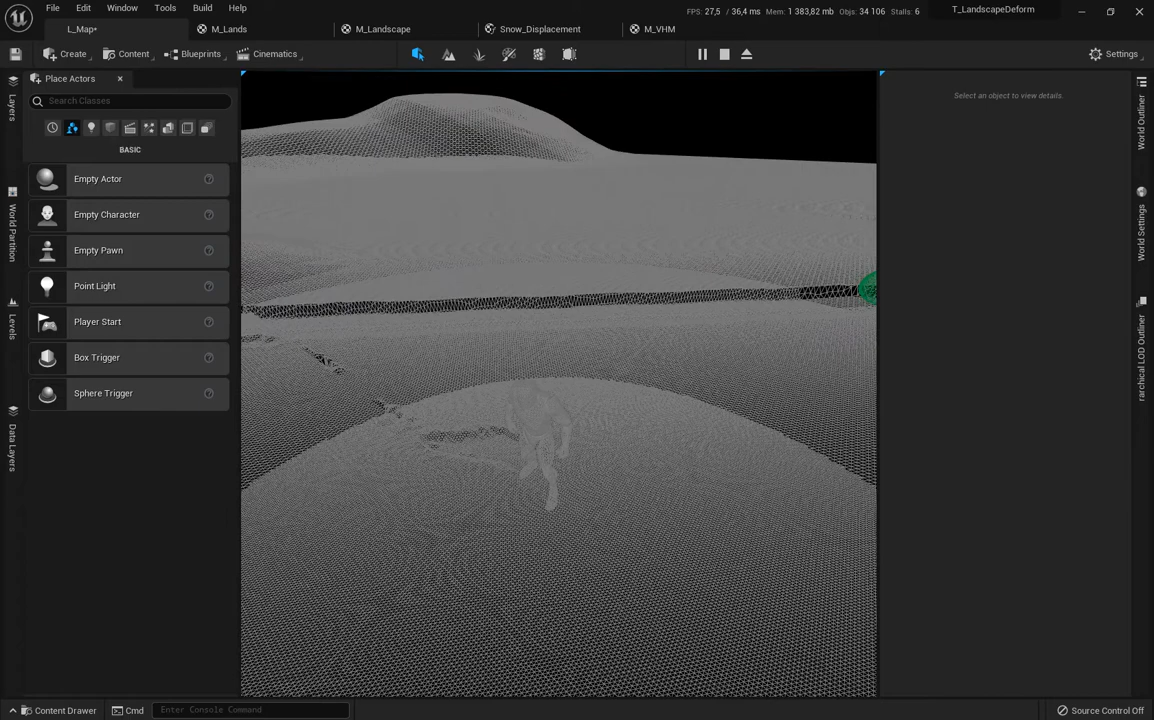 File Edit Window Tools Build Help
FPS: 27,5 / 36,4 ms Mem: 1 383,82 mb Objs: 34 106 Stalls: 6
T_LandscapeDeform
L_Map•
M_Lands
M_Landscape
Snow_Displacement
M_VHM
Create
Content
Blueprints
Cinematics
Settings
Layers
World Partition
Levels
Data Layers
Place Actors
Search Classes
BASIC
Empty Actor
Empty Character
Empty Pawn
Point Light
Player Start
Box Trigger
Sphere Trigger
Select an object to view details.
World Outliner
World Settings
rarchical LOD Outliner
Content Drawer
Cmd
Enter Console Command
Source Control Off